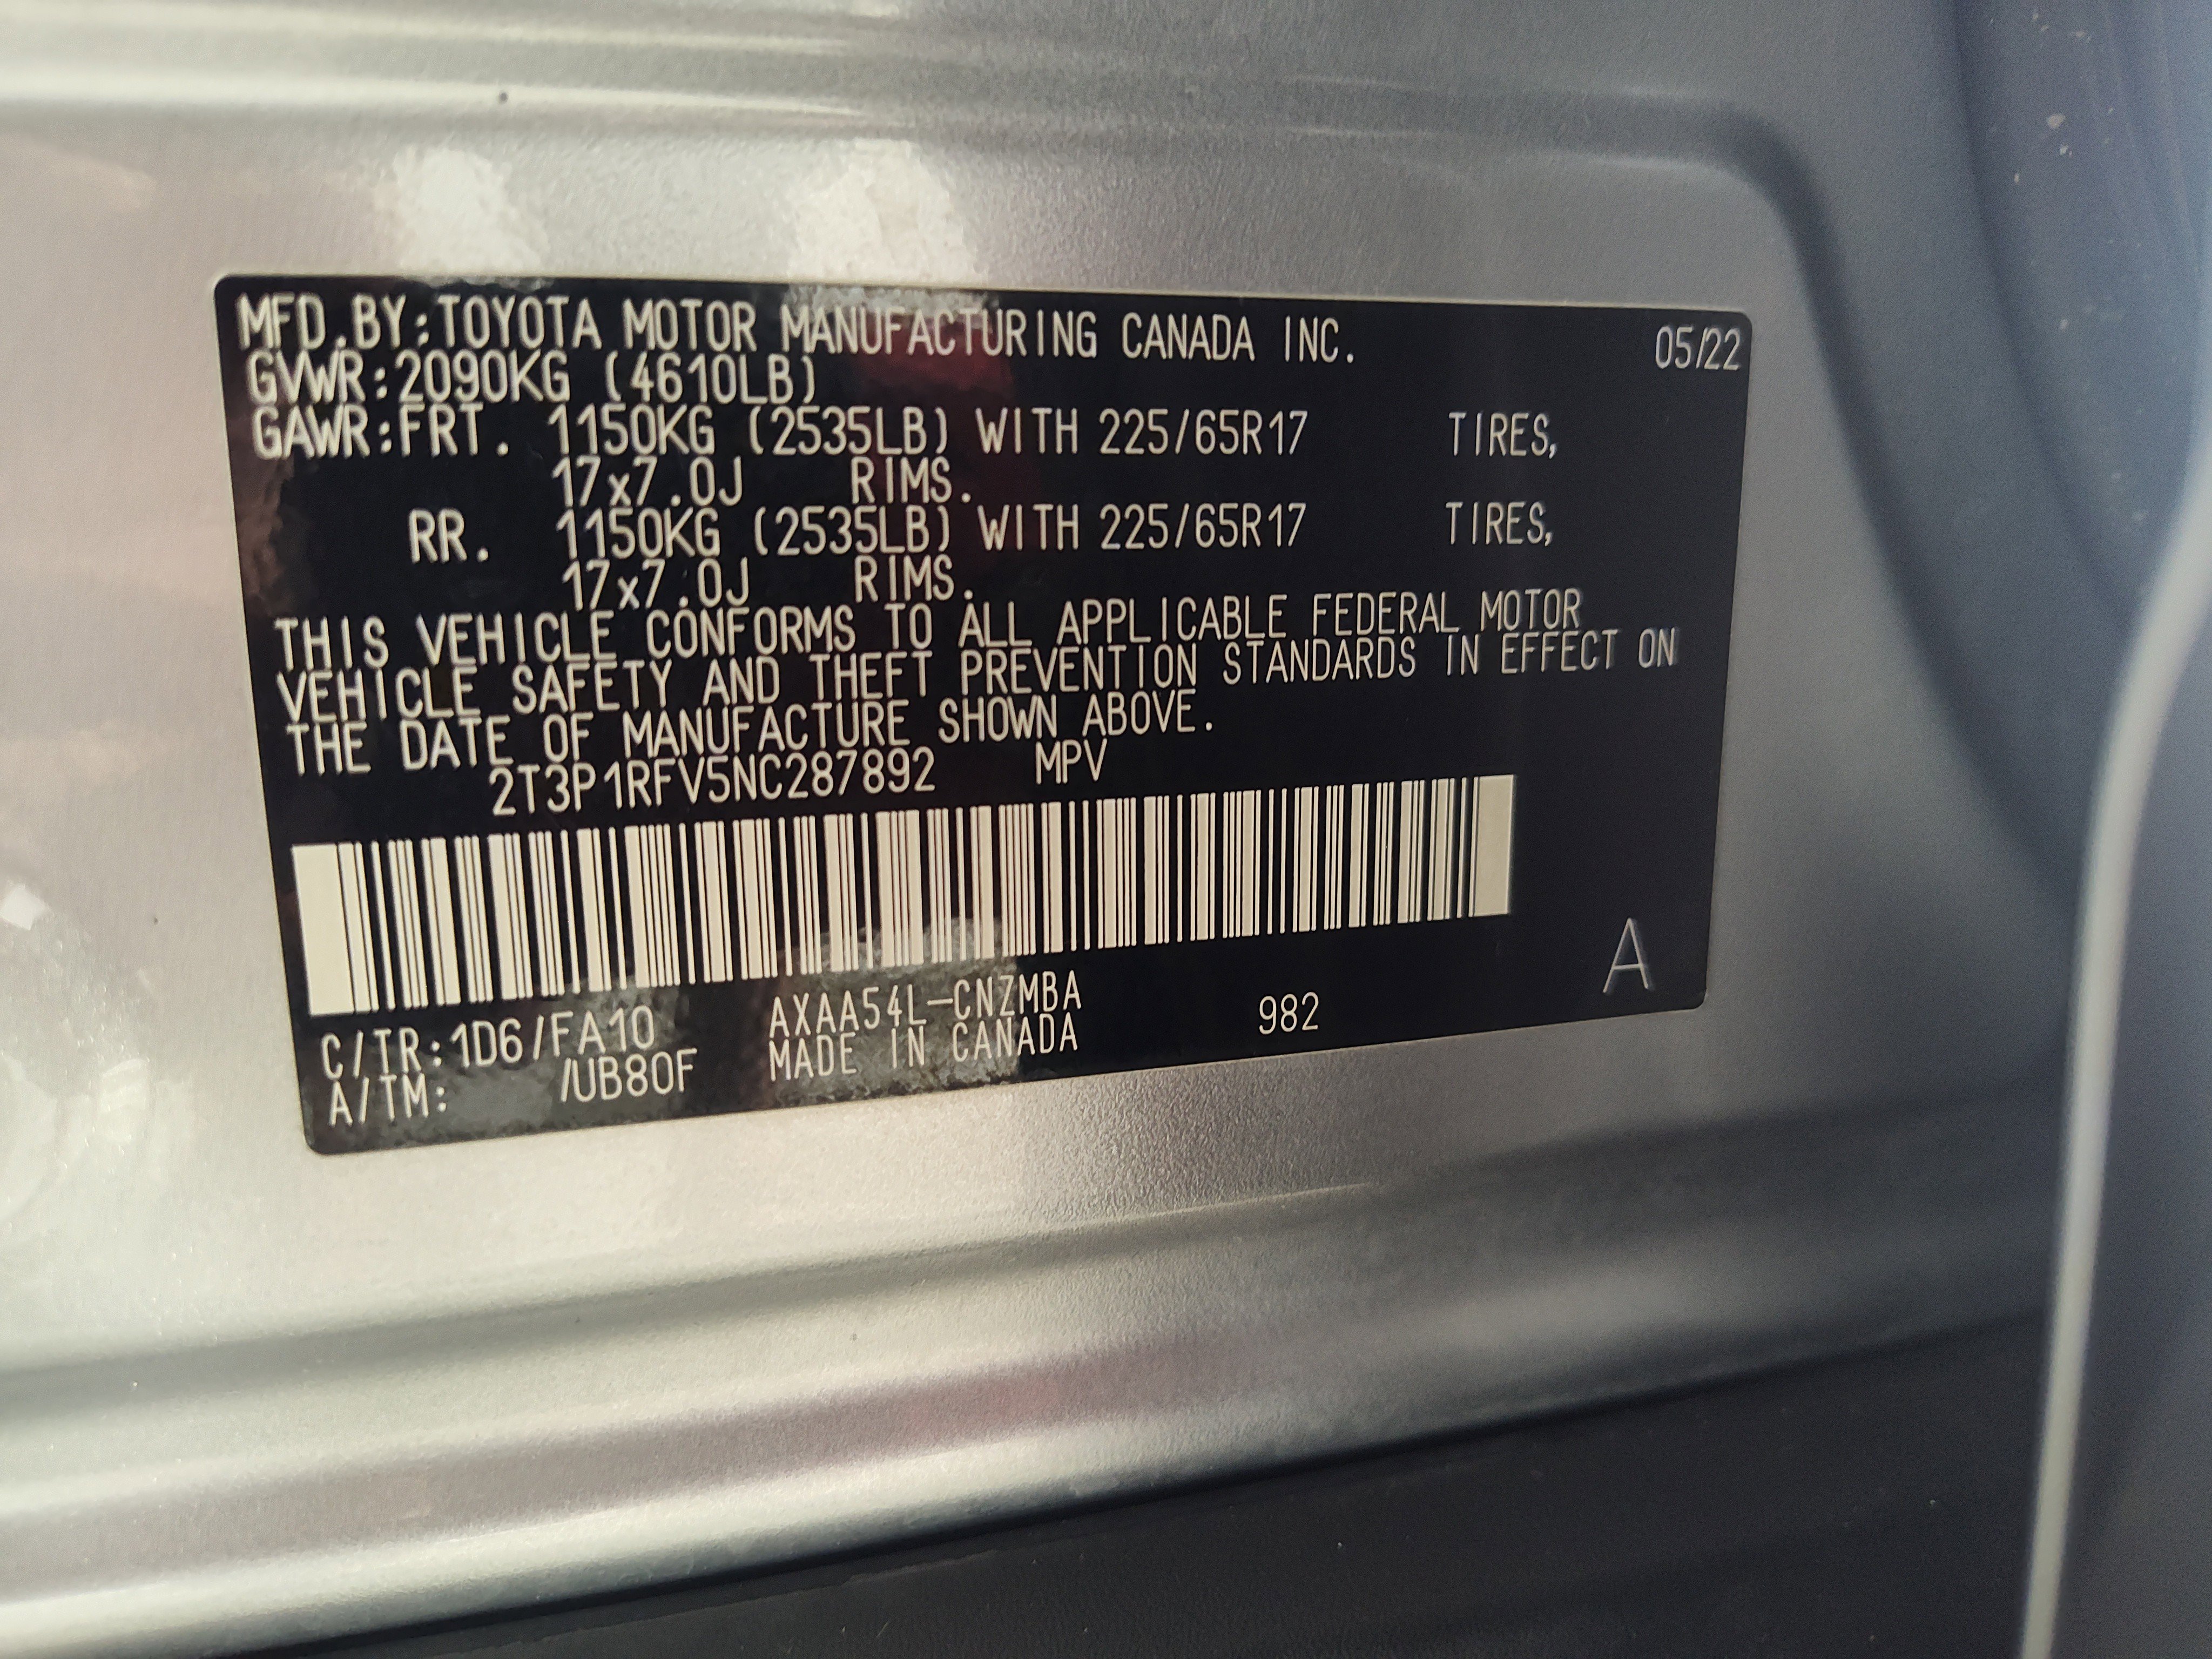 MFD.BY:TOYOTA MOTOR MANUFACTURING CANADA INC. 05/22
GVWR:2090KG (4610LB)
GAWR:FRT. 1150KG (2535LB) WITH 225/65R17 TIRES,
17x7.0J RIMS.
RR. 1150KG (2535LB) WITH 225/65R17 TIRES,
17x7.0J RIMS.
THIS VEHICLE CONFORMS TO ALL APPLICABLE FEDERAL MOTOR
VEHICLE SAFETY AND THEFT PREVENTION STANDARDS IN EFFECT ON
THE DATE OF MANUFACTURE SHOWN ABOVE.
2T3P1RFV5NC287892 MPV
A
C/TR:1D6/FA10 AXAA54L-CNZMBA 982
A/TM: /UB80F MADE IN CANADA